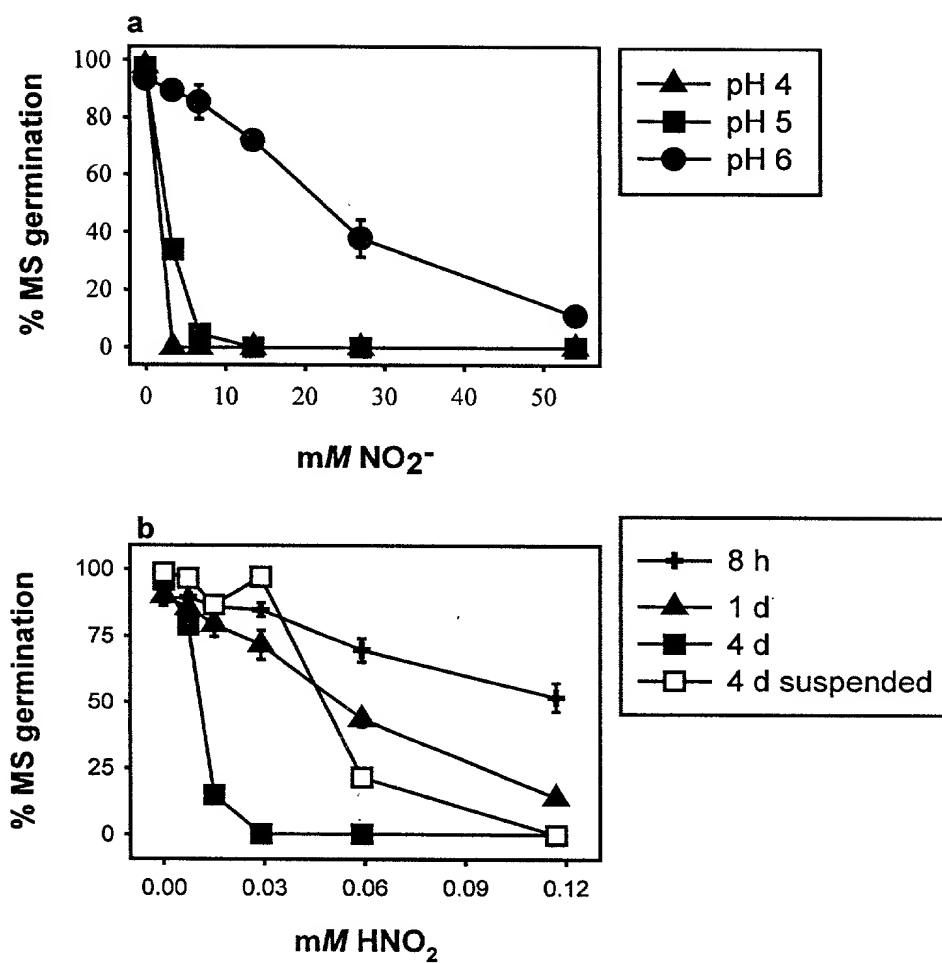 a
100
80
60
40
20
0
% MS germination
0 10 20 30 40 50
mM NO2-
pH 4
pH 5
pH 6
b
100
75
50
25
0
% MS germination
0.00 0.03 0.06 0.09 0.12
mM HNO2
8 h
1 d
4 d
4 d suspended